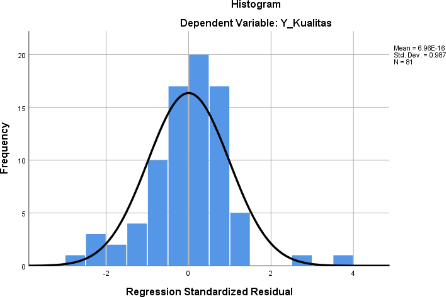 Histogram
Dependent Variable: Y_Kualitas
Mean = 6.96E-16
Std. Dev. = 0.987
N = 81
Frequency
20
15
10
5
0
-2
0
2
4
Regression Standardized Residual